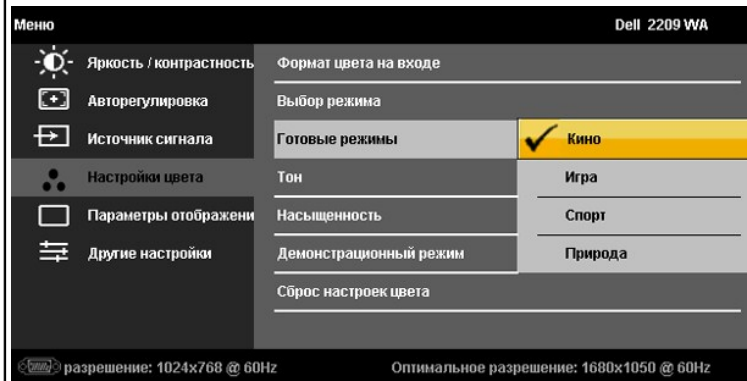 Меню
Dell 2209 WA
Яркость / контрастность
Авторегулировка
Источник сигнала
Настройки цвета
Параметры отображени
Другие настройки
Формат цвета на входе
Выбор режима
Готовые режимы
Тон
Насыщенность
Демонстрационный режим
Сброс настроек цвета
Кино
Игра
Спорт
Природа
разрешение: 1024x768 @ 60Hz
Оптимальное разрешение: 1680x1050 @ 60Hz